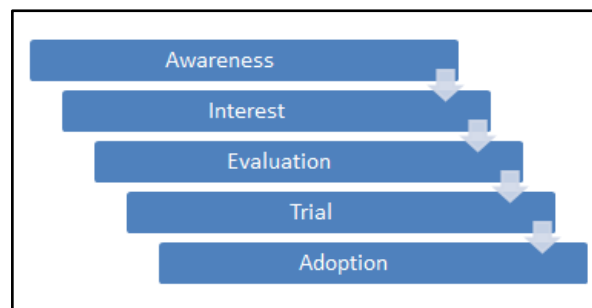 Awareness
Interest
Evaluation
Trial
Adoption